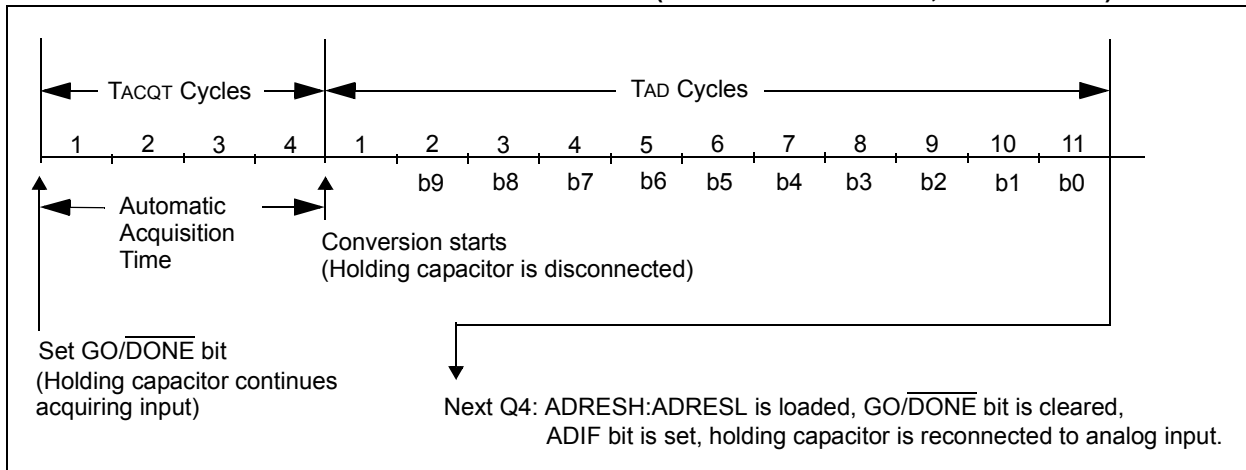 TACQT Cycles
TAD Cycles
1 2 3 4 1 2 3 4 5 6 7 8 9 10 11
b9 b8 b7 b6 b5 b4 b3 b2 b1 b0
Automatic
Acquisition
Time
Conversion starts
(Holding capacitor is disconnected)
Set GO/DONE bit
(Holding capacitor continues
acquiring input)
Next Q4: ADRESH:ADRESL is loaded, GO/DONE bit is cleared,
ADIF bit is set, holding capacitor is reconnected to analog input.